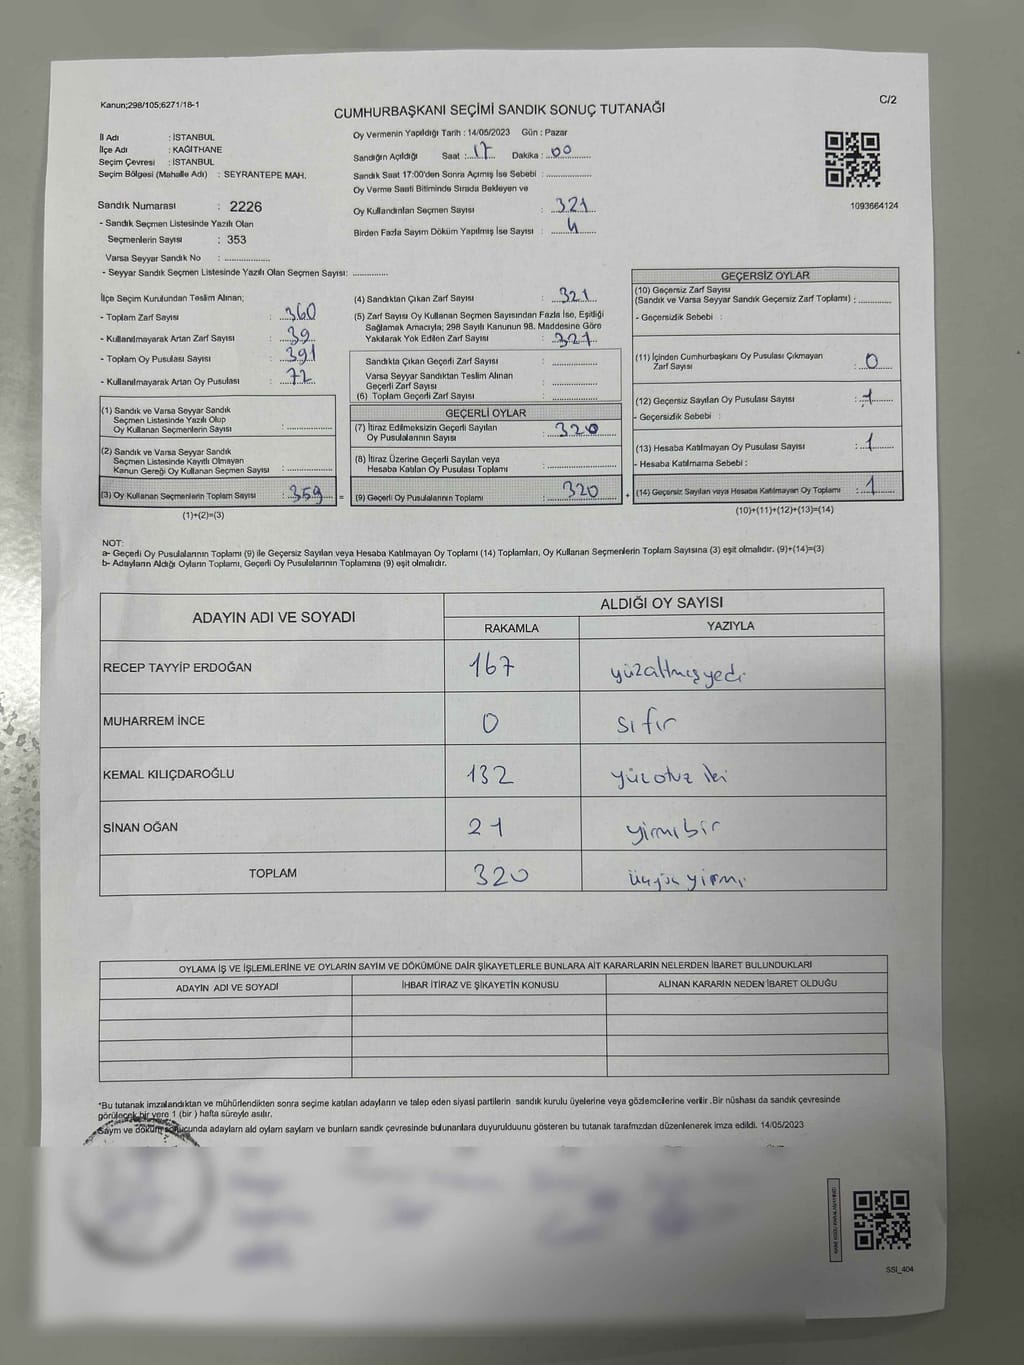 Kanun;298/105;6271/18-1
C/2
CUMHURBAŞKANI SEÇİMİ SANDIK SONUÇ TUTANAĞI
İl Adı : İSTANBUL
İlçe Adı : KAĞITHANE
Seçim Çevresi : İSTANBUL
Seçim Bölgesi (Mahalle Adı) : SEYRANTEPE MAH.
Sandık Numarası : 2226
- Sandık Seçmen Listesinde Yazılı Olan
Seçmenlerin Sayısı : 353
Varsa Seyyar Sandık No : ....................
- Seyyar Sandık Seçmen Listesinde Yazılı Olan Seçmen Sayısı: ..............
Oy Vermenin Yapıldığı Tarih : 14/05/2023 Gün : Pazar
Sandığın Açıldığı Saat : 17 Dakika : 00
Sandık Saat 17:00'den Sonra Açımış İse Sebebi : ..................
Oy Verme Saati Bitiminde Sırada Bekleyen ve
Oy Kullandırılan Seçmen Sayısı : 321
Birden Fazla Sayım Döküm Yapılmış İse Sayısı : 4
1093664124
İlçe Seçim Kurulundan Teslim Alınan;
- Toplam Zarf Sayısı : 360
- Kullanılmayarak Artan Zarf Sayısı : 39
- Toplam Oy Pusulası Sayısı : 391
- Kullanılmayarak Artan Oy Pusulası : 72
(1) Sandık ve Varsa Seyyar Sandık
Seçmen Listesinde Yazılı Olup
Oy Kullanan Seçmenlerin Sayısı : ..................
(2) Sandık ve Varsa Seyyar Sandık
Seçmen Listesinde Kayıtlı Olmayan
Kanun Gereği Oy Kullanan Seçmen Sayısı : ..................
(3) Oy Kullanan Seçmenlerin Toplam Sayısı : 359 =
(1)+(2)=(3)
(4) Sandıktan Çıkan Zarf Sayısı : 321
(5) Zarf Sayısı Oy Kullanan Seçmen Sayısından Fazla İse, Eşitliği
Sağlamak Amacıyla; 298 Sayılı Kanunun 98. Maddesine Göre
Yakılarak Yok Edilen Zarf Sayısı : 321
Sandıkta Çıkan Geçerli Zarf Sayısı : ..................
Varsa Seyyar Sandıktan Teslim Alınan
Geçerli Zarf Sayısı : ..................
(6) Toplam Geçerli Zarf Sayısı : ..................
GEÇERLİ OYLAR
(7) İtiraz Edilmeksizin Geçerli Sayılan
Oy Pusulalarının Sayısı : 320
(8) İtiraz Üzerine Geçerli Sayılan veya
Hesaba Katılan Oy Pusulası Toplamı : ..................
(9) Geçerli Oy Pusulalarının Toplamı : 320 +
GEÇERSİZ OYLAR
(10) Geçersiz Zarf Sayısı
(Sandık ve Varsa Seyyar Sandık Geçersiz Zarf Toplamı) : ..............
- Geçersizlik Sebebi :
(11) İçinden Cumhurbaşkanı Oy Pusulası Çıkmayan
Zarf Sayısı : 0
(12) Geçersiz Sayılan Oy Pusulası Sayısı : 1
- Geçersizlik Sebebi :
(13) Hesaba Katılmayan Oy Pusulası Sayısı : 1
- Hesaba Katılmama Sebebi :
(14) Geçersiz Sayılan veya Hesaba Katılmayan Oy Toplamı : 1
(10)+(11)+(12)+(13)=(14)
NOT:
a- Geçerli Oy Pusulalarının Toplamı (9) ile Geçersiz Sayılan veya Hesaba Katılmayan Oy Toplamı (14) Toplamları, Oy Kullanan Seçmenlerin Toplam Sayısına (3) eşit olmalıdır. (9)+(14)=(3)
b- Adayların Aldığı Oyların Toplamı, Geçerli Oy Pusulalarının Toplamına (9) eşit olmalıdır.
ADAYIN ADI VE SOYADI ALDIĞI OY SAYISI
RAKAMLA YAZIYLA
RECEP TAYYİP ERDOĞAN 167 yüzaltmışyedi
MUHARREM İNCE 0 sıfır
KEMAL KILIÇDAROĞLU 132 yüzotuz iki
SİNAN OĞAN 21 yirmibir
TOPLAM 320 üçyüz yirmi
OYLAMA İŞ VE İŞLEMLERİNE VE OYLARIN SAYIM VE DÖKÜMÜNE DAİR ŞİKAYETLERLE BUNLARA AİT KARARLARIN NELERDEN İBARET BULUNDUKLARI
ADAYIN ADI VE SOYADI İHBAR İTİRAZ VE ŞİKAYETİN KONUSU ALINAN KARARIN NEDEN İBARET OLDUĞU
*Bu tutanak imzalandıktan ve mühürlendikten sonra seçime katılan adayların ve talep eden siyasi partilerin sandık kurulu üyelerine veya gözlemcilerine verilir .Bir nüshası da sandık çevresinde
görülecek bir yere 1 (bir ) hafta süreyle asılır.
Sayım ve döküm sonucunda adayların ald oyların sayların ve bunların sandk çevresinde bulunanlara duyurulduunu gösteren bu tutanak tarafmzdan düzenlenerek imza edildi. 14/05/2023
SSI_404